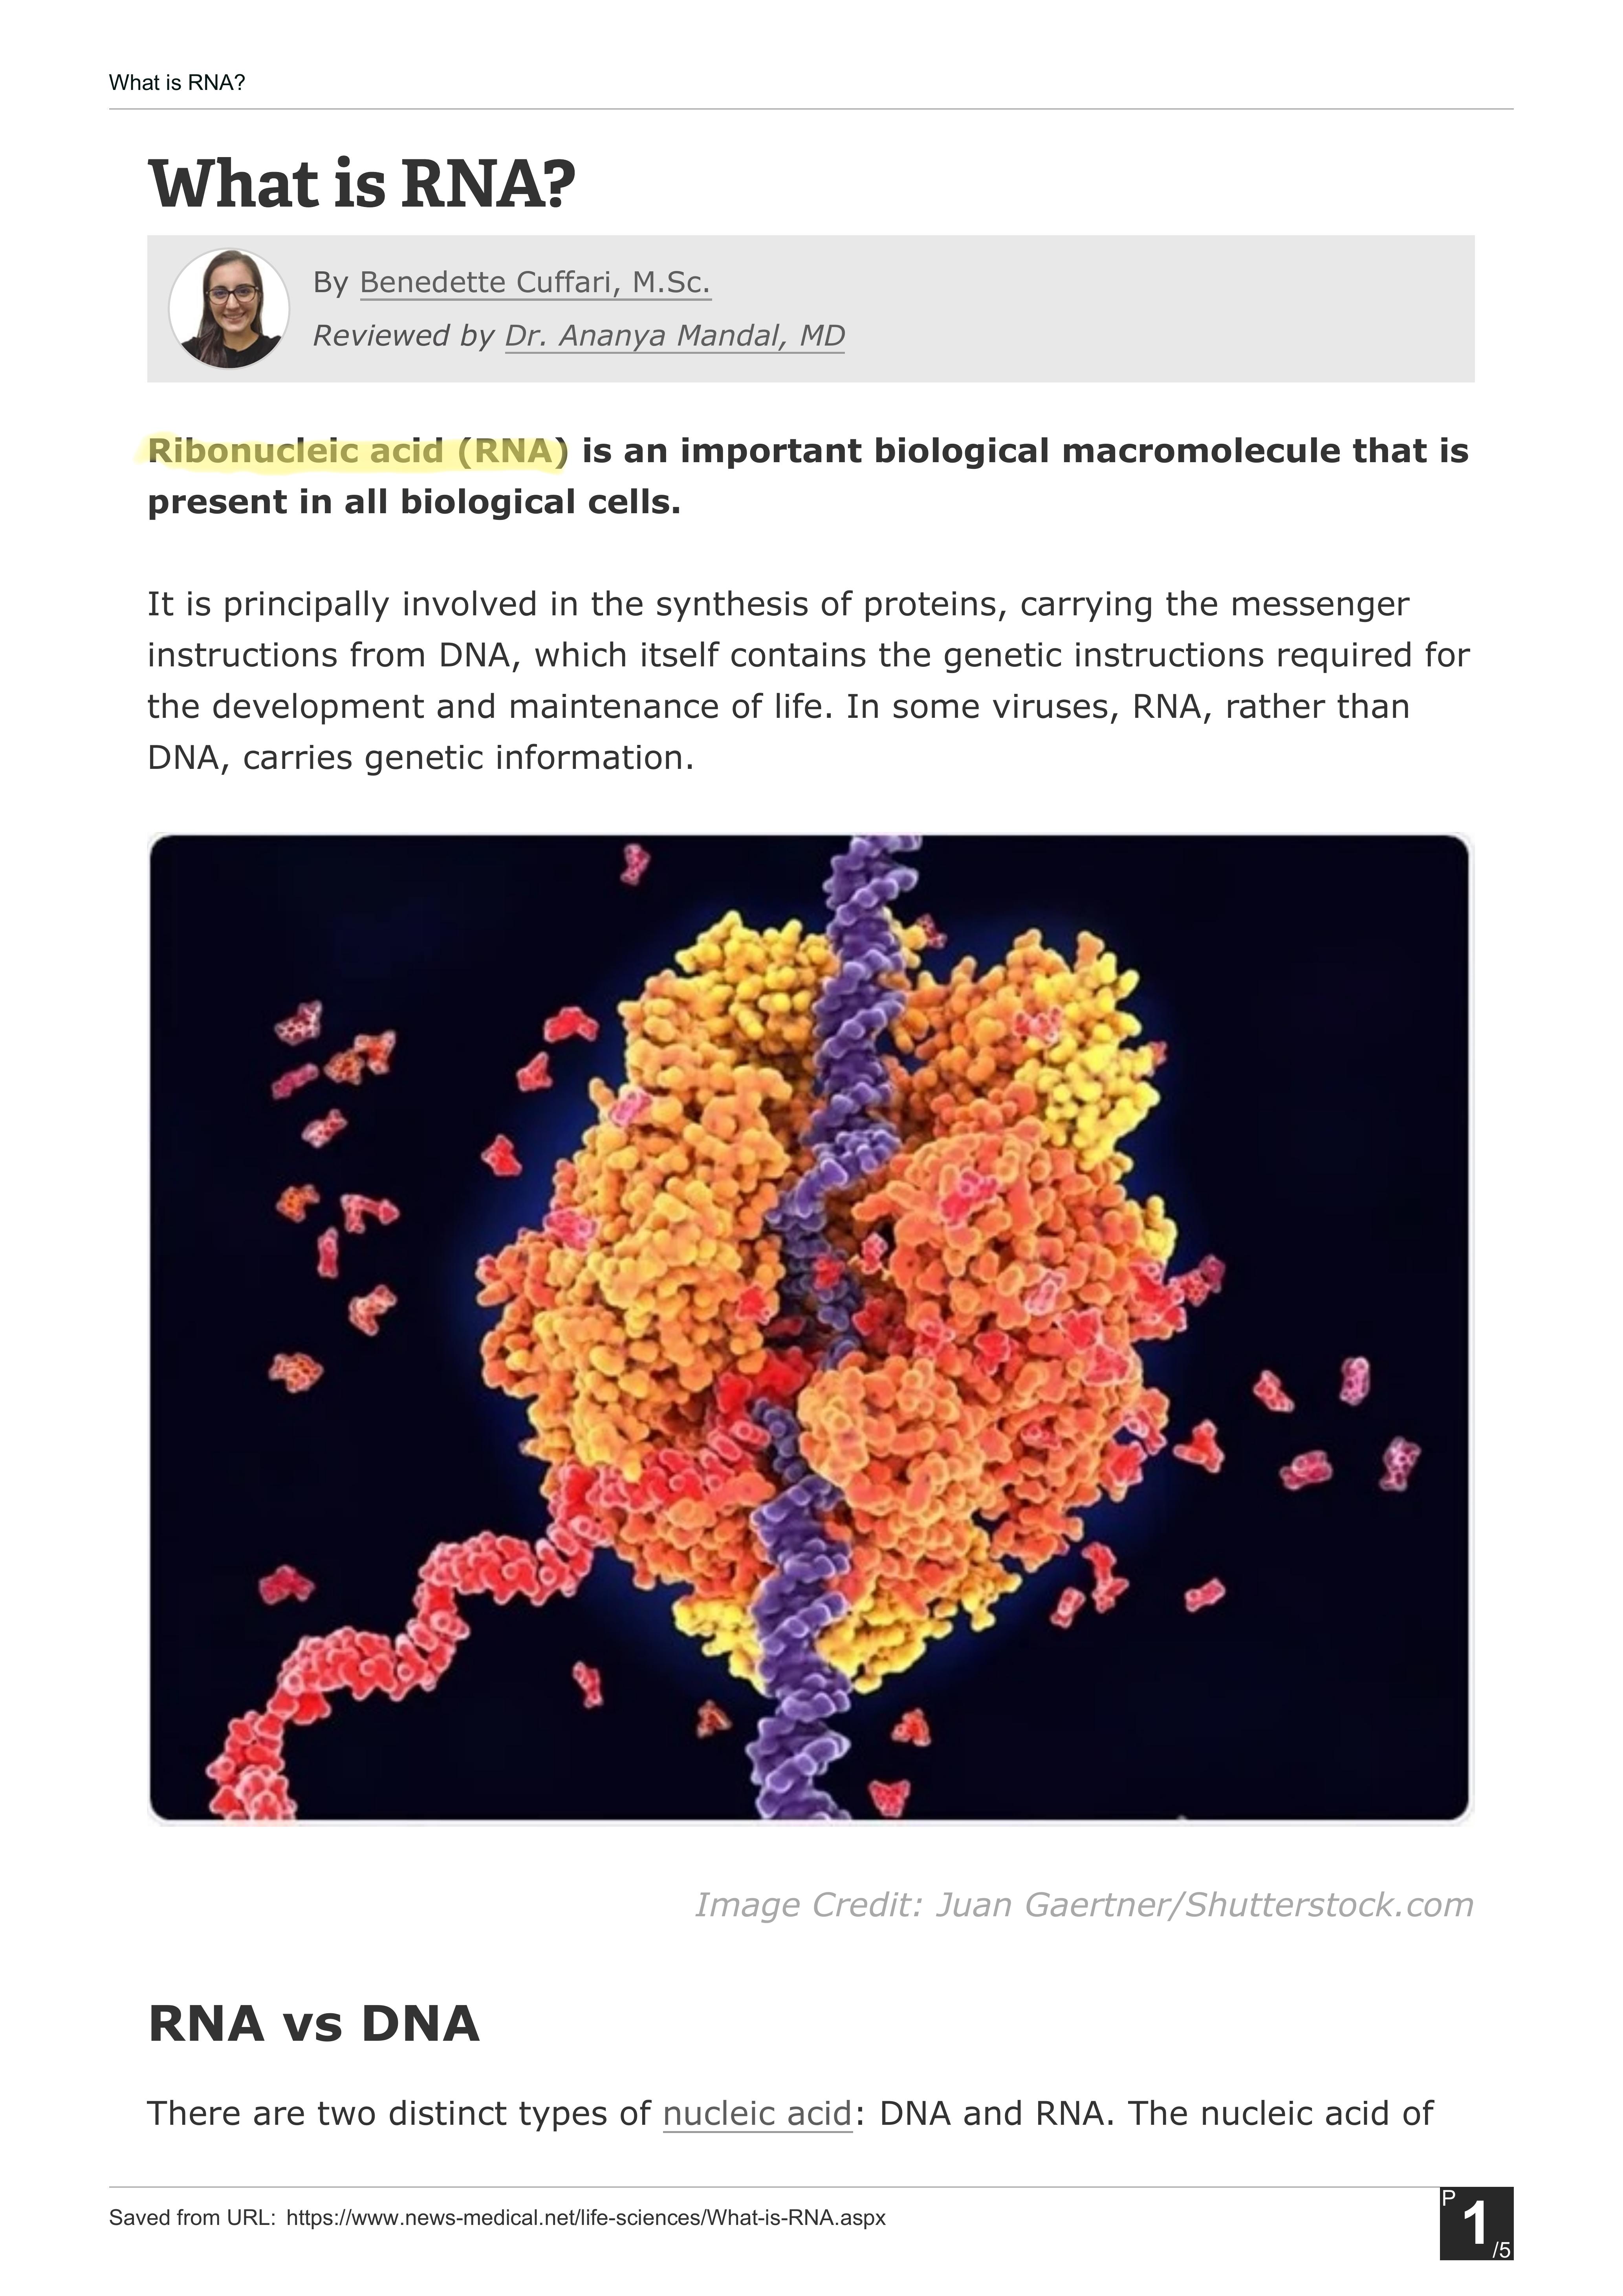 What is RNA?
What is RNA?
By Benedette Cuffari, M.Sc.
Reviewed by Dr. Ananya Mandal, MD
Ribonucleic acid (RNA) is an important biological macromolecule that is
present in all biological cells.
It is principally involved in the synthesis of proteins, carrying the messenger
instructions from DNA, which itself contains the genetic instructions required for
the development and maintenance of life. In some viruses, RNA, rather than
DNA, carries genetic information.
Image Credit: Juan Gaertner/Shutterstock.com
RNA vs DNA
There are two distinct types of nucleic acid: DNA and RNA. The nucleic acid of
Saved from URL: https://www.news-medical.net/life-sciences/What-is-RNA.aspx
P 1 /5